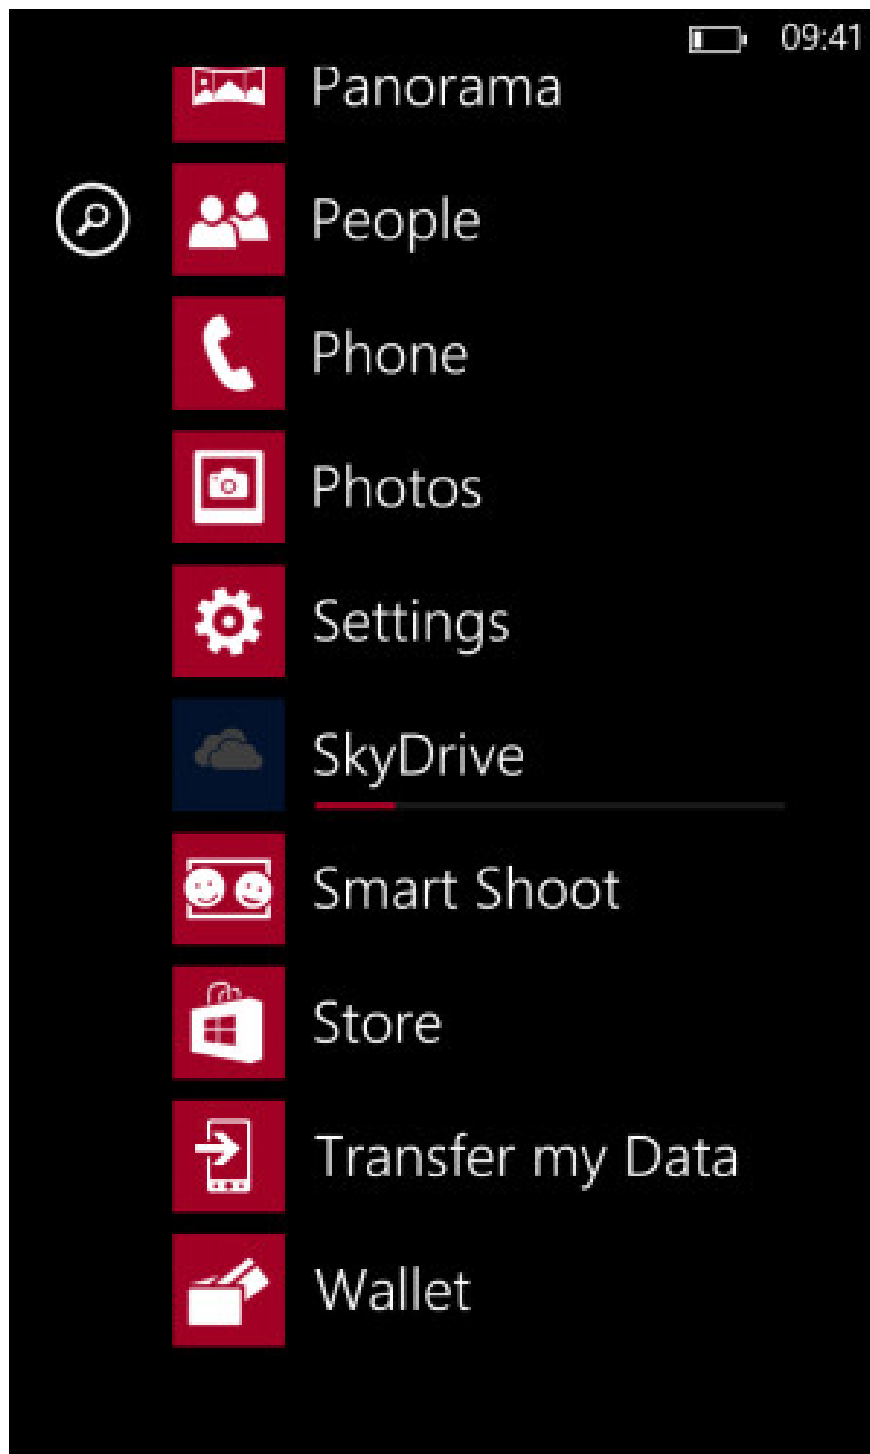 09:41
Panorama
People
Phone
Photos
Settings
SkyDrive
Smart Shoot
Store
Transfer my Data
Wallet